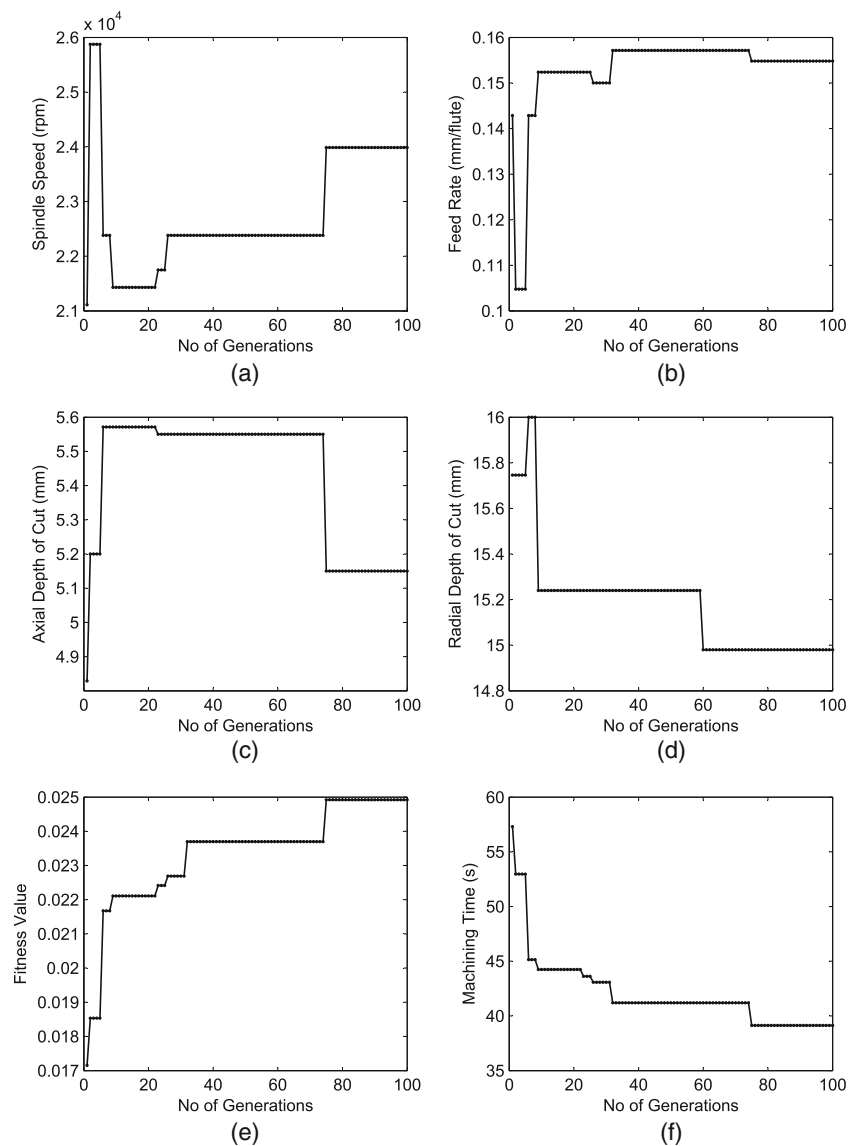 x 10^4
2.6
2.5
2.4
2.3
2.2
2.1
0 20 40 60 80 100
Spindle Speed (rpm)
No of Generations
(a)
0.16
0.15
0.14
0.13
0.12
0.11
0.1
0 20 40 60 80 100
Feed Rate (mm/flute)
No of Generations
(b)
5.6
5.5
5.4
5.3
5.2
5.1
5
4.9
0 20 40 60 80 100
Axial Depth of Cut (mm)
No of Generations
(c)
16
15.8
15.6
15.4
15.2
15
14.8
0 20 40 60 80 100
Radial Depth of Cut (mm)
No of Generations
(d)
0.025
0.024
0.023
0.022
0.021
0.02
0.019
0.018
0.017
0 20 40 60 80 100
Fitness Value
No of Generations
(e)
60
55
50
45
40
35
0 20 40 60 80 100
Machining Time (s)
No of Generations
(f)